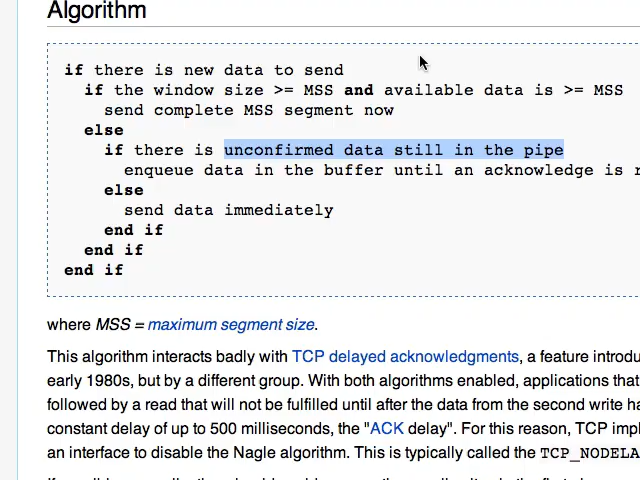 Algorithm
if there is new data to send
if the window size >= MSS and available data is >= MSS
send complete MSS segment now
else
if there is unconfirmed data still in the pipe
enqueue data in the buffer until an acknowledge is
else
send data immediately
end if
end if
end if
where MSS = maximum segment size.
This algorithm interacts badly with TCP delayed acknowledgments, a feature introdu
early 1980s, but by a different group. With both algorithms enabled, applications that
followed by a read that will not be fulfilled until after the data from the second write ha
constant delay of up to 500 milliseconds, the "ACK delay". For this reason, TCP impl
an interface to disable the Nagle algorithm. This is typically called the TCP_NODELA